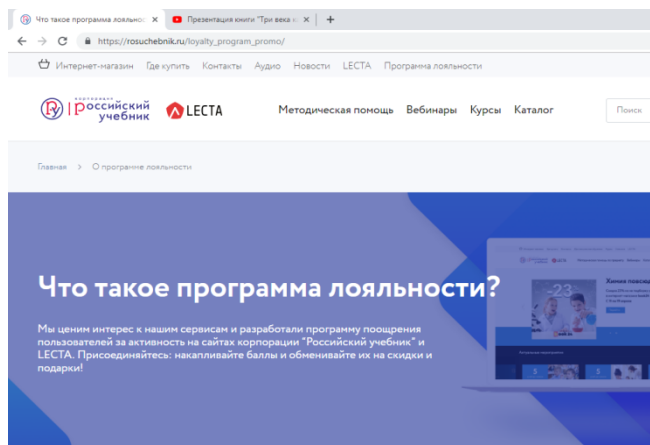 Что такое программа лояльнос
Презентация книги "Три века
https://rosuchebnik.ru/loyalty_program_promo/
Интернет-магазин Где купить Контакты Аудио Новости LECTA Программа лояльности
корпорация
российский
учебник
LECTA
Методическая помощь Вебинары Курсы Каталог
Поиск
Главная > О программе лояльности
Что такое программа лояльности?
Мы ценим интерес к нашим сервисам и разработали программу поощрения
пользователей за активность на сайтах корпорации "Российский учебник" и
LECTA. Присоединяйтесь: накапливайте баллы и обменивайте их на скидки и
подарки!
-23